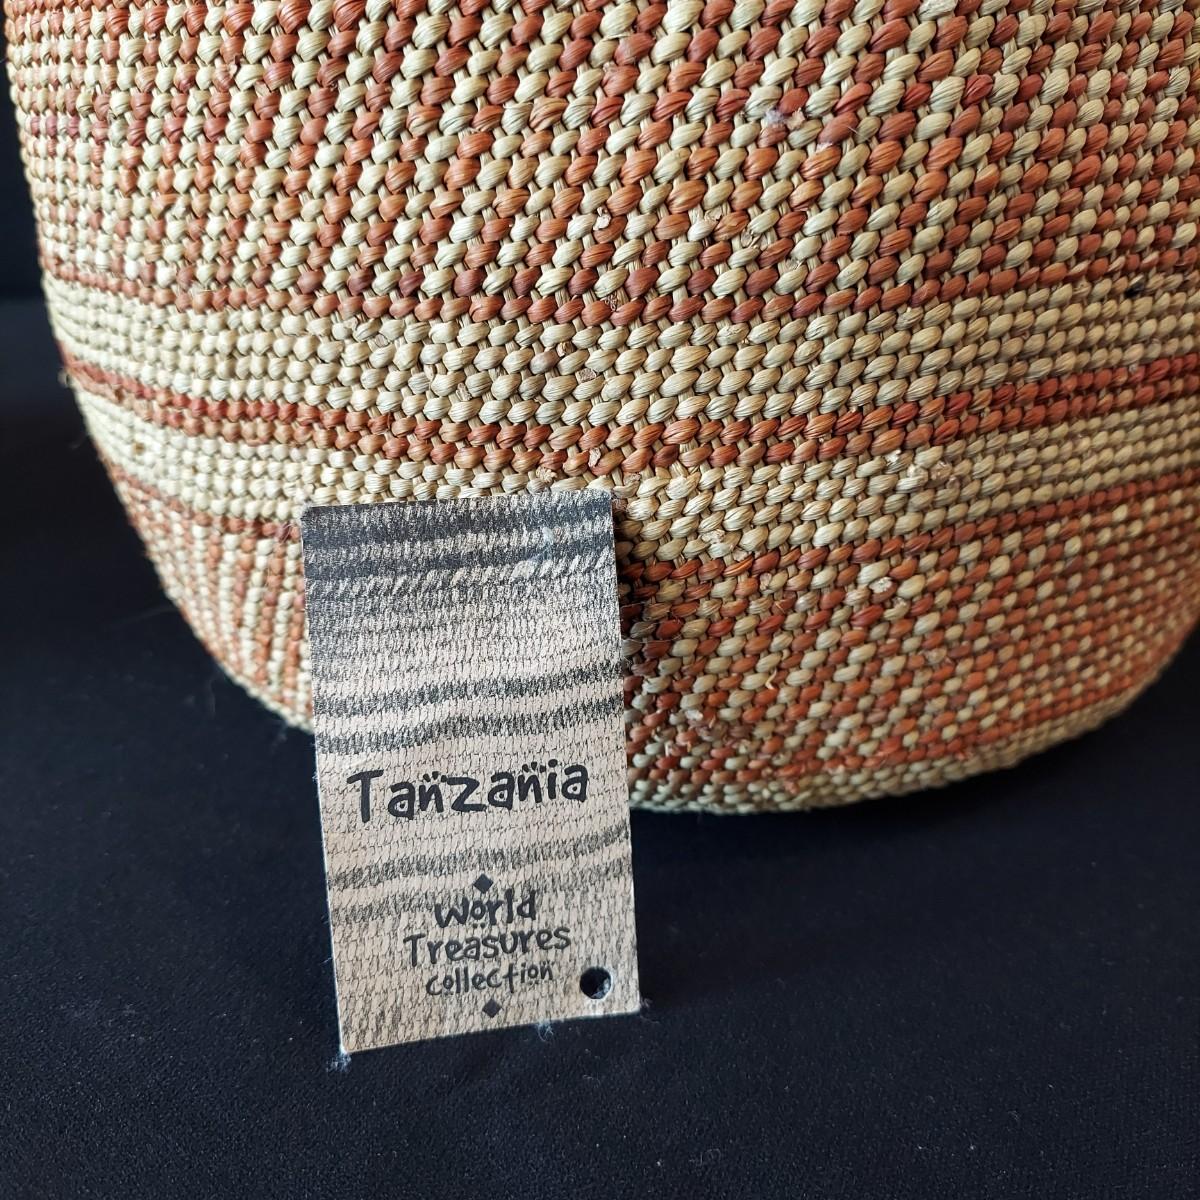 Tanzania
World
Treasures
collection